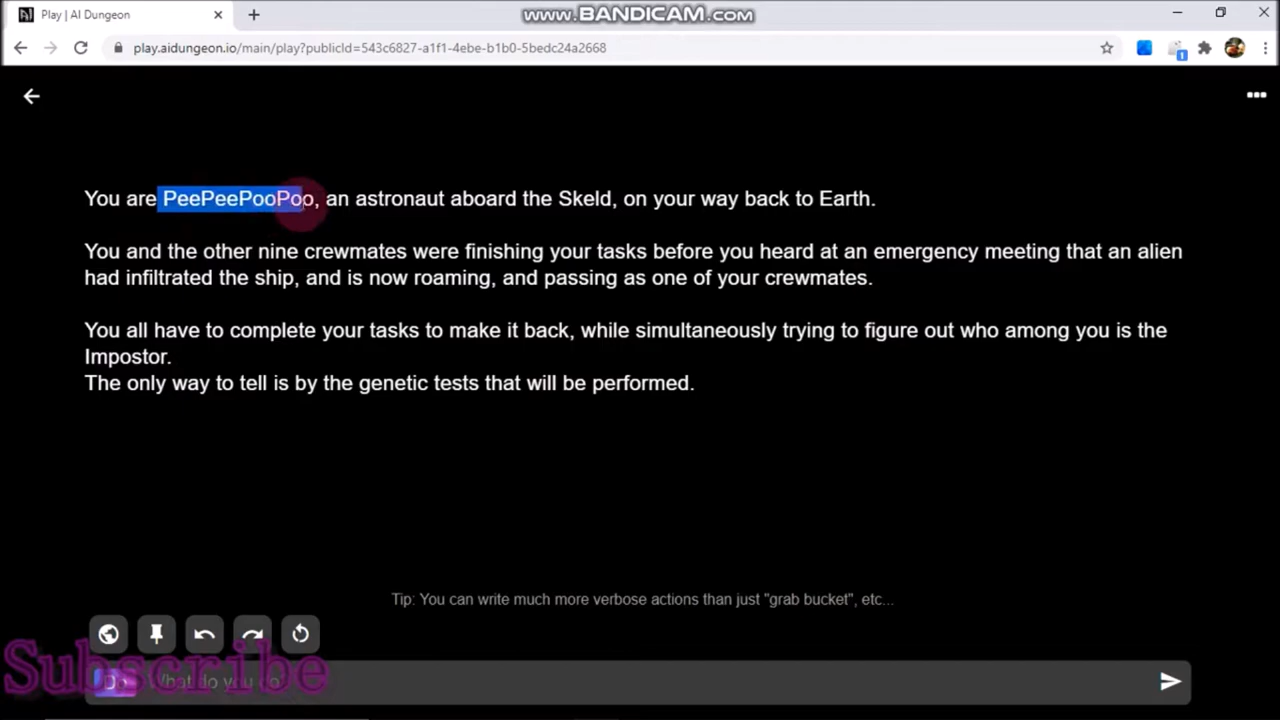 Play | AI Dungeon
www.BANDICAM.com
play.aidungeon.io/main/play?publicId=543c6827-a1f1-4ebe-b1b0-5bedc24a2668
1
You are PeePeePooPoo, an astronaut aboard the Skeld, on your way back to Earth.
You and the other nine crewmates were finishing your tasks before you heard at an emergency meeting that an alien
had infiltrated the ship, and is now roaming, and passing as one of your crewmates.
You all have to complete your tasks to make it back, while simultaneously trying to figure out who among you is the
Impostor.
The only way to tell is by the genetic tests that will be performed.
Tip: You can write much more verbose actions than just "grab bucket", etc...
Subscribe
Do What do you do?